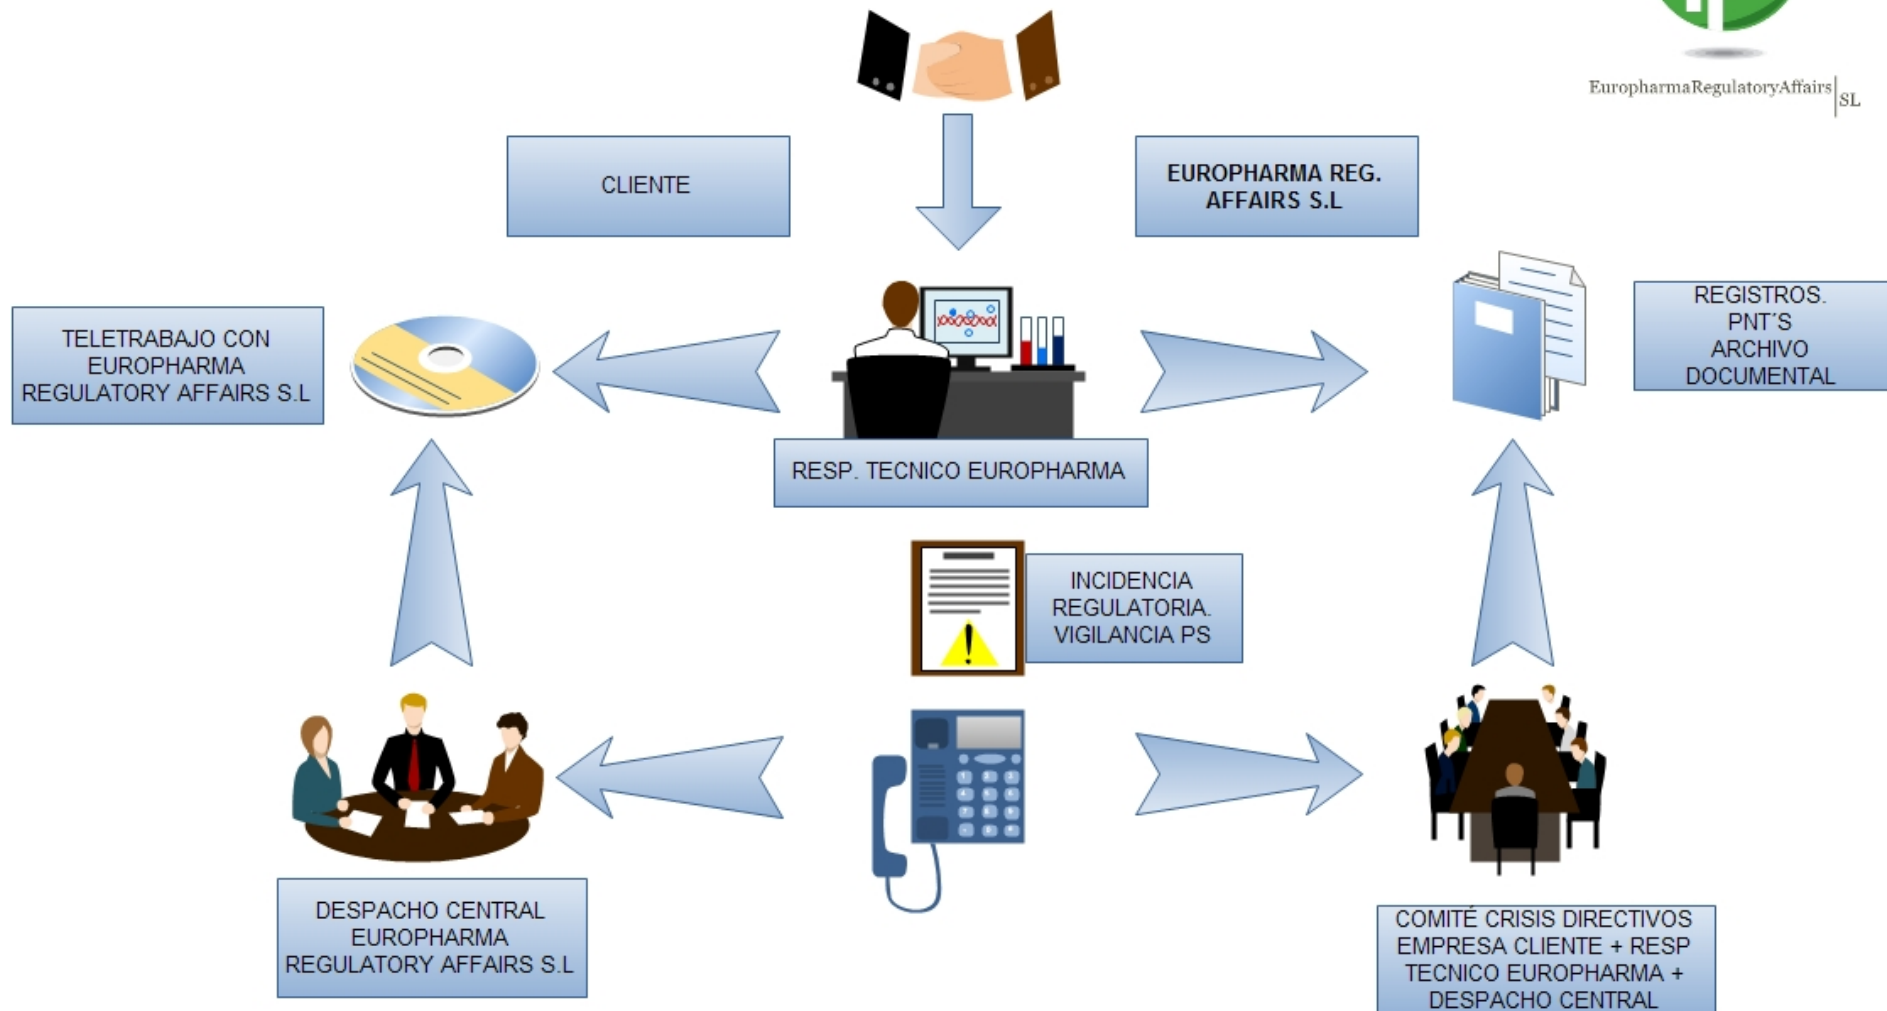 EuropharmaRegulatoryAffairs SL
CLIENTE
EUROPHARMA REG.
AFFAIRS S.L
TELETRABAJO CON
EUROPHARMA
REGULATORY AFFAIRS S.L
REGISTROS.
PNT´S
ARCHIVO
DOCUMENTAL
RESP. TECNICO EUROPHARMA
INCIDENCIA
REGULATORIA.
VIGILANCIA PS
DESPACHO CENTRAL
EUROPHARMA
REGULATORY AFFAIRS S.L
COMITÉ CRISIS DIRECTIVOS
EMPRESA CLIENTE + RESP
TECNICO EUROPHARMA +
DESPACHO CENTRAL